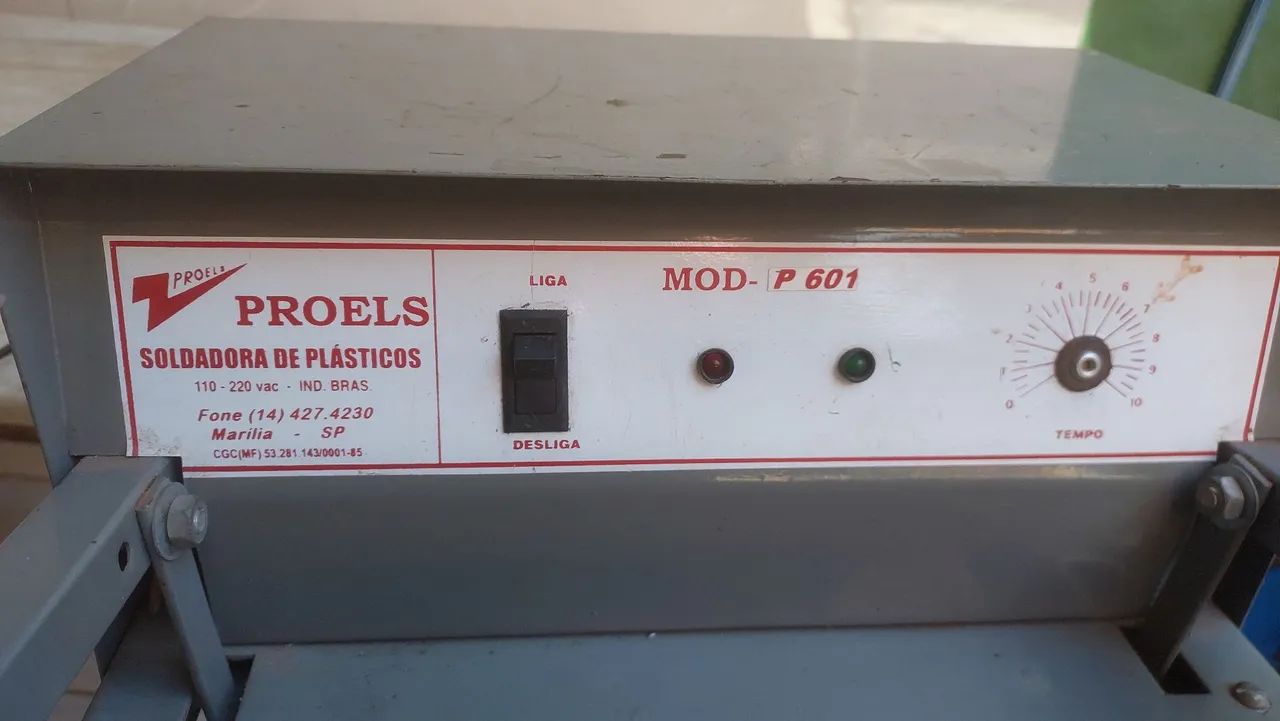 PROELS
PROELS
SOLDADORA DE PLÁSTICOS
110 - 220 vac - IND. BRAS.
Fone (14) 427.4230
Marília - SP
CGC(MF) 53.281.143/0001-85
LIGA
DESLIGA
MOD- P 601
0 1 2 3 4 5 6 7 8 9 10
TEMPO